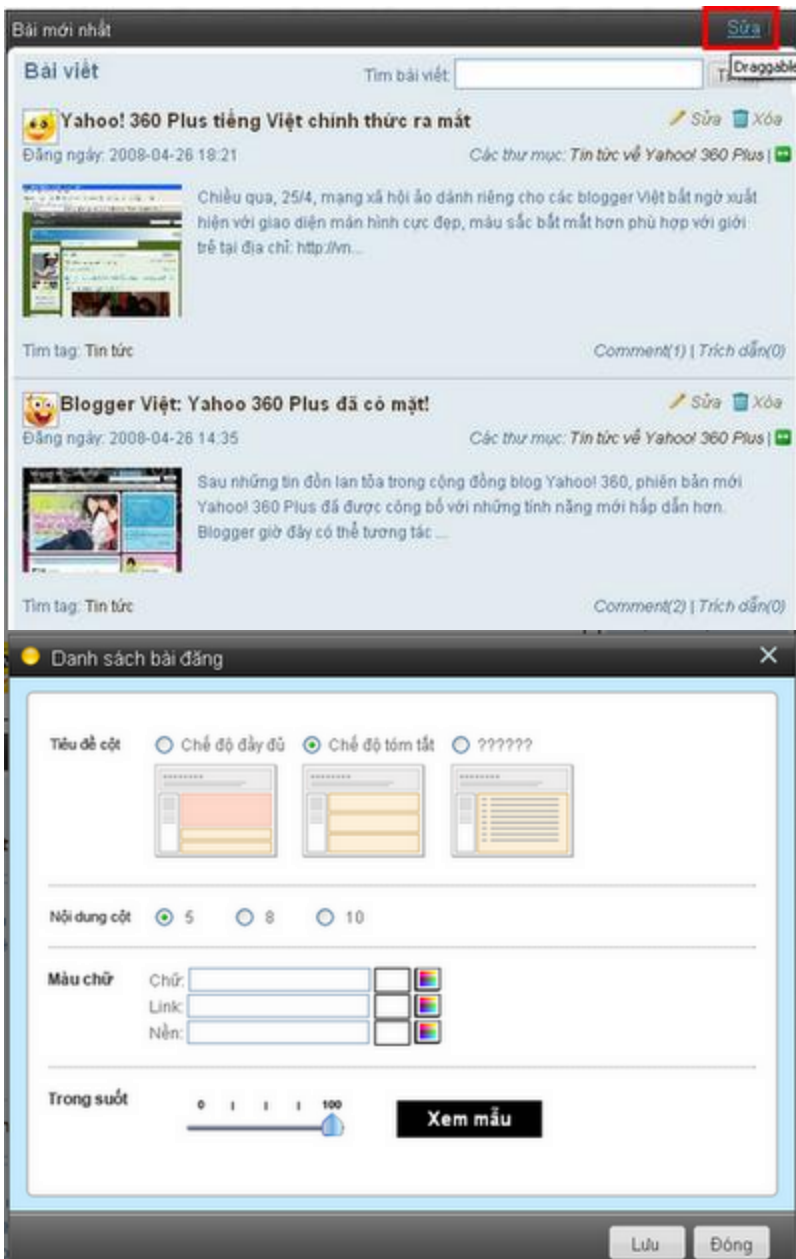 Bài mới nhất
Sửa
Bài viết
Tìm bài viết:
Draggable
Yahoo! 360 Plus tiếng Việt chính thức ra mắt
Sửa Xóa
Đăng ngày: 2008-04-26 18:21
Các thư mục: Tin tức về Yahoo! 360 Plus |
Chiều qua, 25/4, mạng xã hội ảo dành riêng cho các blogger Việt bất ngờ xuất
hiện với giao diện màn hình cực đẹp, màu sắc bắt mắt hơn phù hợp với giới
trẻ tại địa chỉ: http://vn...
Tìm tag: Tin tức
Comment(1) | Trích dẫn(0)
Blogger Việt: Yahoo 360 Plus đã có mặt!
Sửa Xóa
Đăng ngày: 2008-04-26 14:35
Các thư mục: Tin tức về Yahoo! 360 Plus |
Sau những tin đồn lan tỏa trong cộng đồng blog Yahoo! 360, phiên bản mới
Yahoo! 360 Plus đã được công bố với những tính năng mới hấp dẫn hơn.
Blogger giờ đây có thể tương tác ...
Tìm tag: Tin tức
Comment(2) | Trích dẫn(0)
Danh sách bài đăng
Tiêu đề cột
Chế độ đầy đủ
Chế độ tóm tắt
??????
Nội dung cột
5
8
10
Màu chữ
Chữ:
Link:
Nền:
Trong suốt
0 100
Xem mẫu
Lưu
Đóng